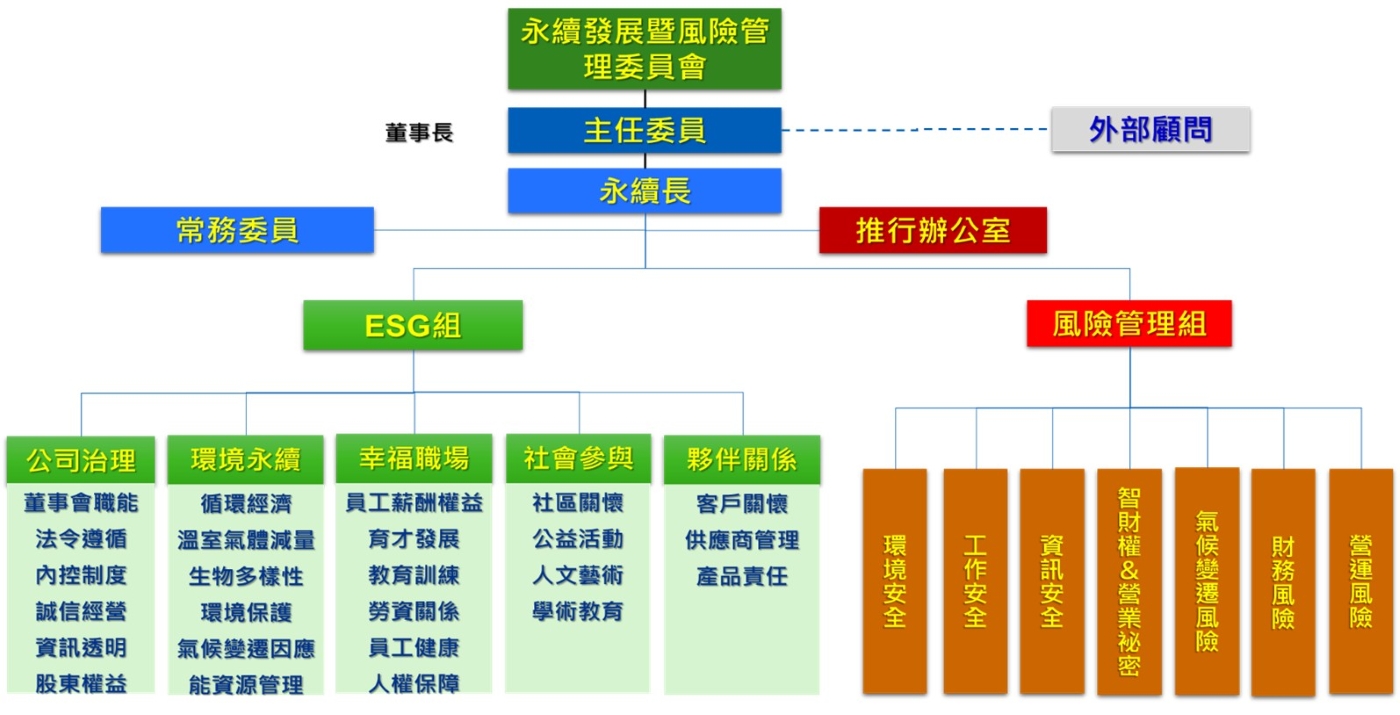 永續發展暨風險管
理委員會
董事長
主任委員
外部顧問
永續長
常務委員
推行辦公室
ESG組
風險管理組
公司治理
董事會職能
法令遵循
內控制度
誠信經營
資訊透明
股東權益
環境永續
循環經濟
溫室氣體減量
生物多樣性
環境保護
氣候變遷因應
能資源管理
幸福職場
員工薪酬權益
育才發展
教育訓練
勞資關係
員工健康
人權保障
社會參與
社區關懷
公益活動
人文藝術
學術教育
夥伴關係
客戶關懷
供應商管理
產品責任
環境安全
工作安全
資訊安全
智財權&營業祕密
氣候變遷風險
財務風險
營運風險